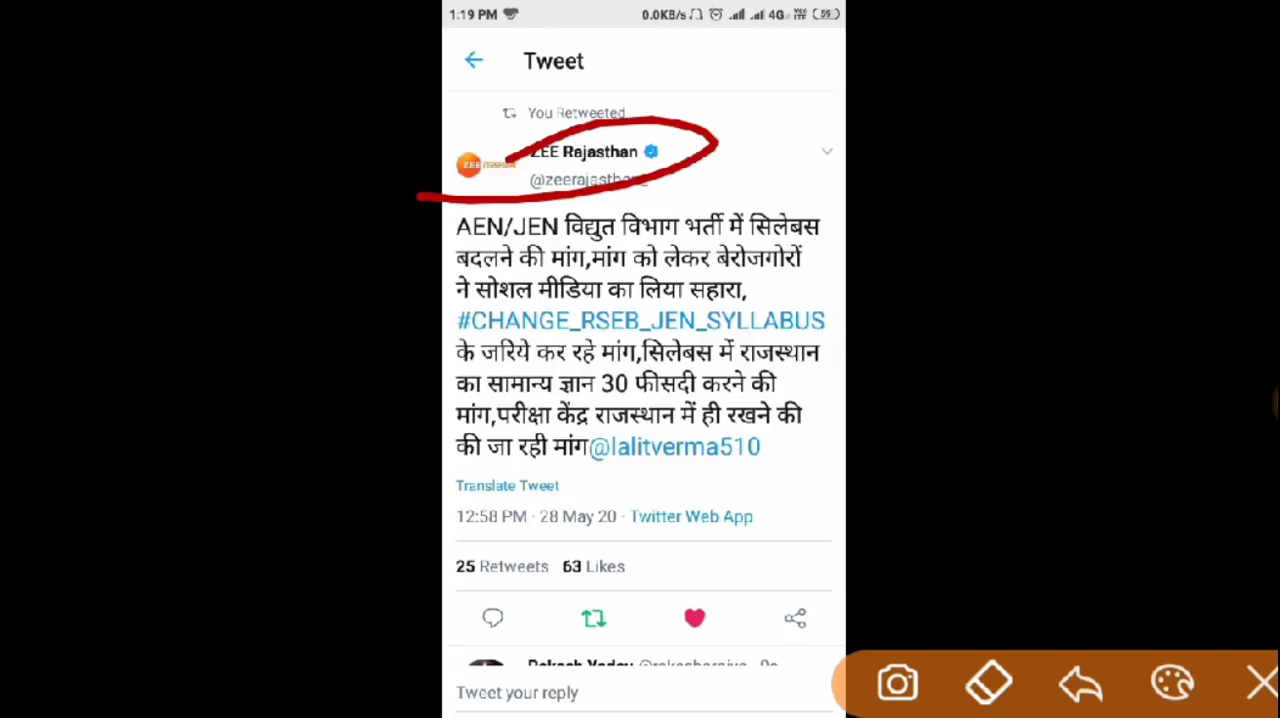 1:19 PM 0.0KB/s 4G 59
Tweet
You Retweeted
ZEE Rajasthan
@zeerajasthan_
AEN/JEN विद्युत विभाग भर्ती में सिलेबस
बदलने की मांग,मांग को लेकर बेरोजगोरों
ने सोशल मीडिया का लिया सहारा,
#CHANGE_RSEB_JEN_SYLLABUS
के जरिये कर रहे मांग,सिलेबस में राजस्थान
का सामान्य ज्ञान 30 फीसदी करने की
मांग,परीक्षा केंद्र राजस्थान में ही रखने की
की जा रही मांग@lalitverma510
Translate Tweet
12:58 PM · 28 May 20 · Twitter Web App
25 Retweets 63 Likes
Tweet your reply